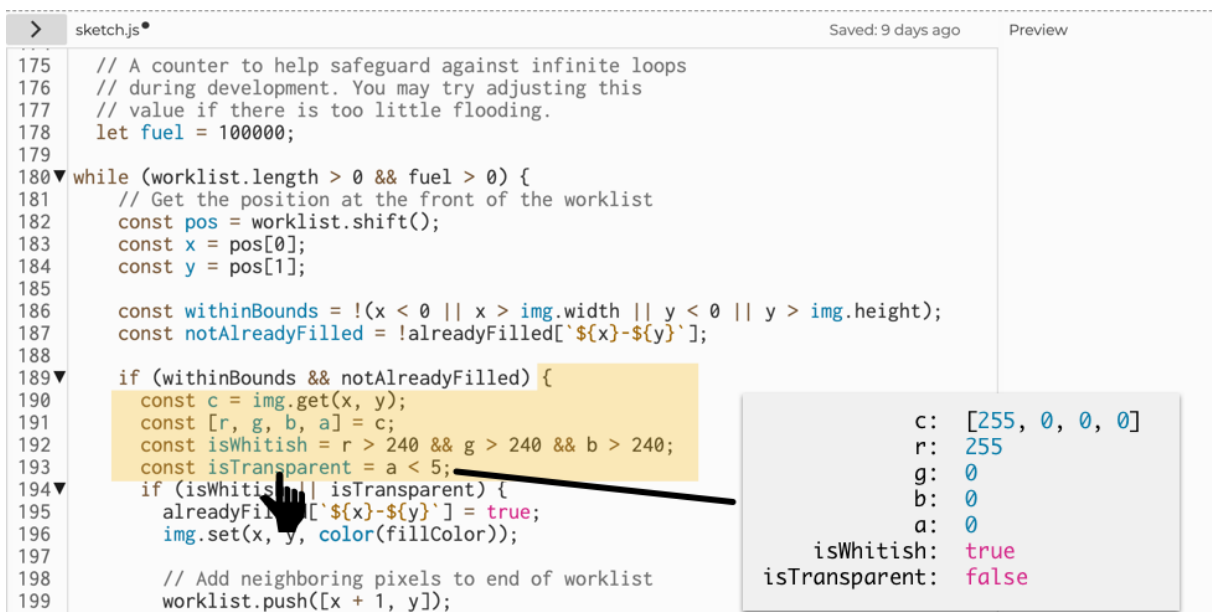 sketch.js
Saved: 9 days ago
Preview
175 // A counter to help safeguard against infinite loops
176 // during development. You may try adjusting this
177 // value if there is too little flooding.
178 let fuel = 100000;
179
180 while (worklist.length > 0 && fuel > 0) {
181 // Get the position at the front of the worklist
182 const pos = worklist.shift();
183 const x = pos[0];
184 const y = pos[1];
185
186 const withinBounds = !(x < 0 || x > img.width || y < 0 || y > img.height);
187 const notAlreadyFilled = !alreadyFilled[`${x}-${y}`];
188
189 if (withinBounds && notAlreadyFilled) {
190 const c = img.get(x, y);
191 const [r, g, b, a] = c;
192 const isWhitish = r > 240 && g > 240 && b > 240;
193 const isTransparent = a < 5;
194 if (isWhitish || isTransparent) {
195 [`${x}-${y}`] = true;
196 img.set(x, y, color(fillColor));
197
198 // Add neighboring pixels to end of worklist
199 worklist.push([x + 1, y]);
c: [255, 0, 0, 0]
r: 255
g: 0
b: 0
a: 0
isWhitish: true
isTransparent: false